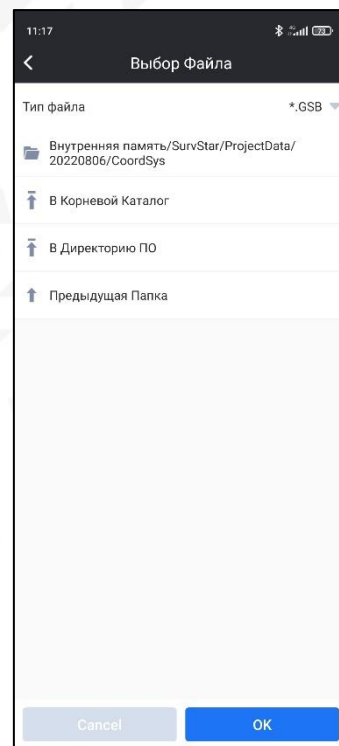 11:17
Выбор Файла
Тип файла *.GSB
Внутренняя память/SurvStar/ProjectData/
20220806/CoordSys
В Корневой Каталог
В Директорию ПО
Предыдущая Папка
Cancel OK